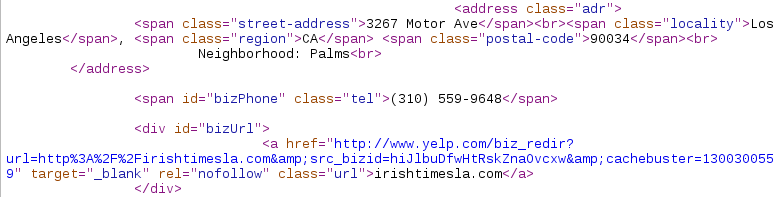 <address class="adr">
<span class="street-address">3267 Motor Ave</span><br><span class="locality">Los
Angeles</span>, <span class="region">CA</span> <span class="postal-code">90034</span><br>
Neighborhood: Palms<br>
</address>
<span id="bizPhone" class="tel">(310) 559-9648</span>
<div id="bizUrl">
<a href="http://www.yelp.com/biz_redir?
url=http%3A%2F%2Firishtimesla.com&amp;src_bizid=hiJlbuDfwHtRskZnaOvcxw&amp;cachebuster=130030055
9" target="_blank" rel="nofollow" class="url">irishtimesla.com</a>
</div>